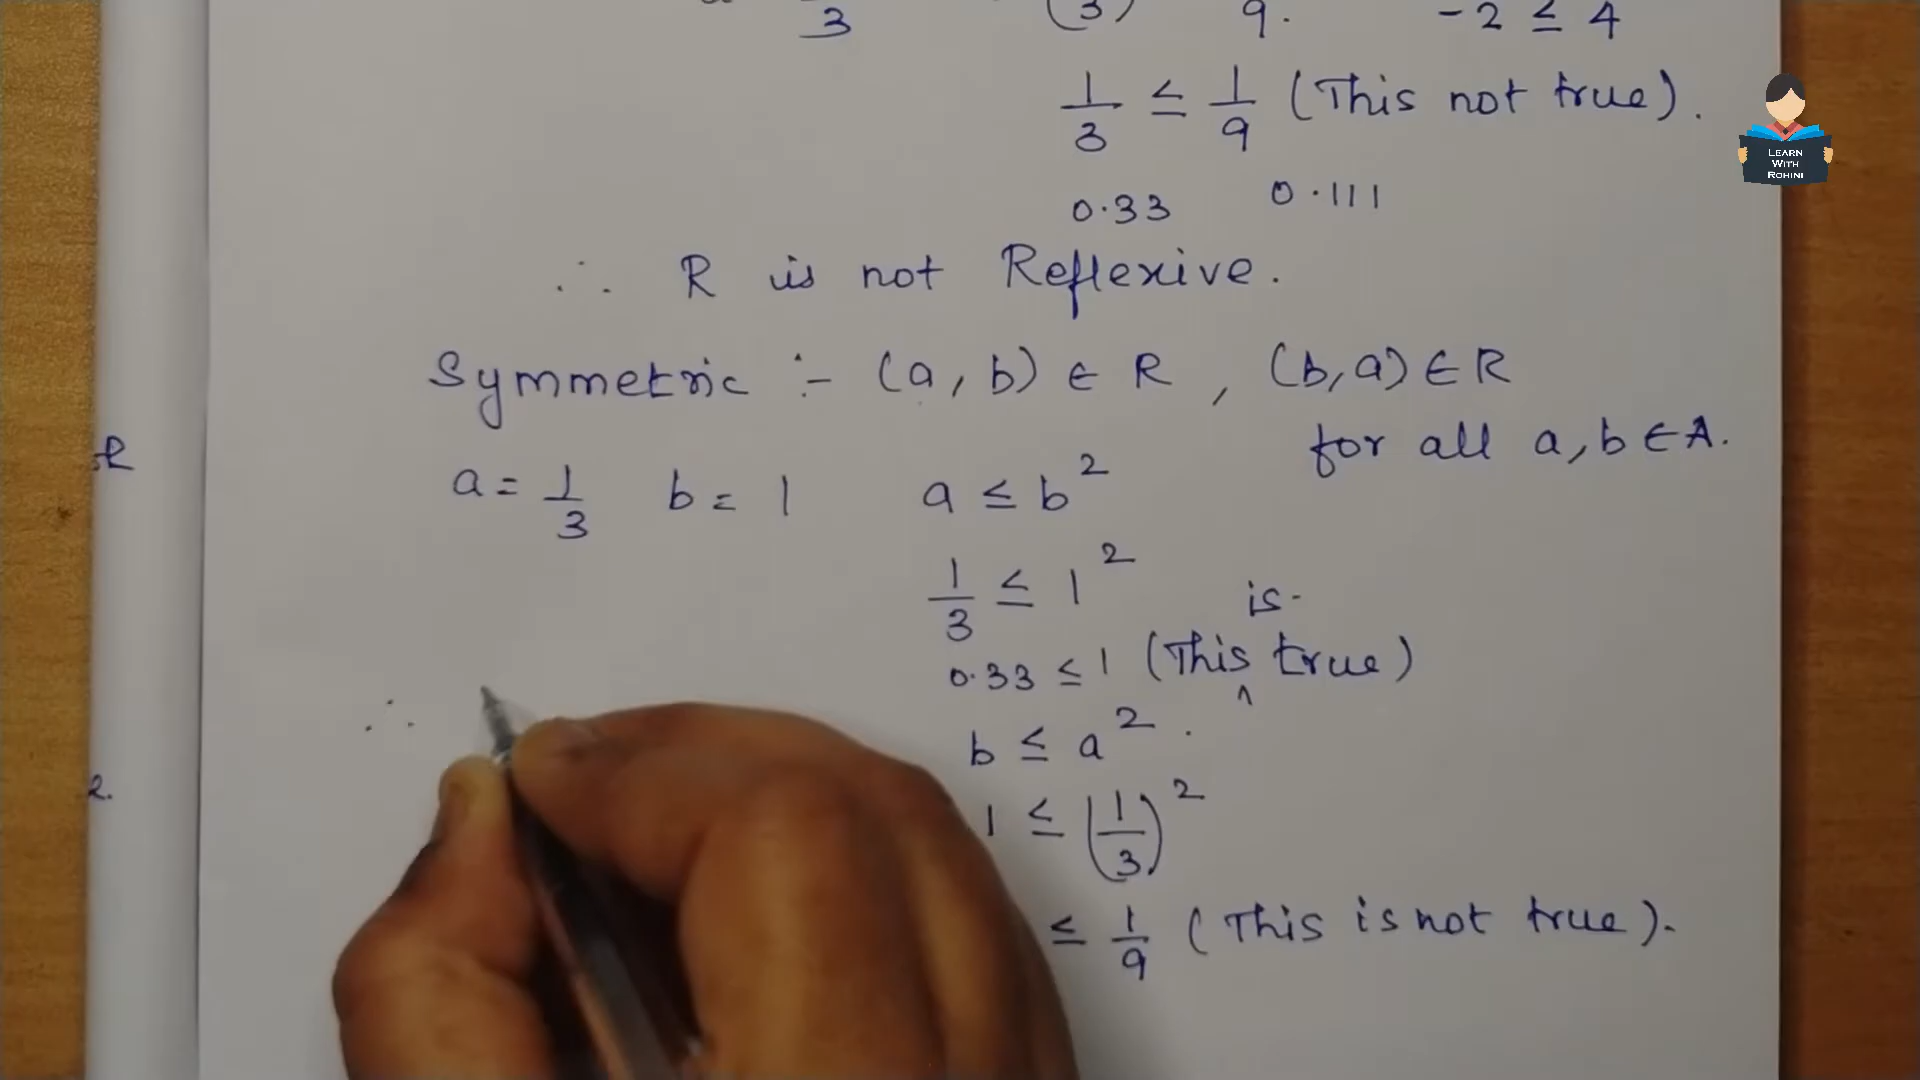 3 (3) 9. -2 ≤ 4
1/3 ≤ 1/9 (This not true).
0.33 0.111
∴ R is not Reflexive.
Symmetric :- (a, b) ∈ R , (b, a) ∈ R
for all a, b ∈ A.
a = 1/3 b = 1 a ≤ b²
1/3 ≤ 1²
is.
0.33 ≤ 1 (This ^ true)
∴
b ≤ a².
1 ≤ (1/3)²
≤ 1/9 (This is not true).
R
2.
LEARN
WITH
ROHINI